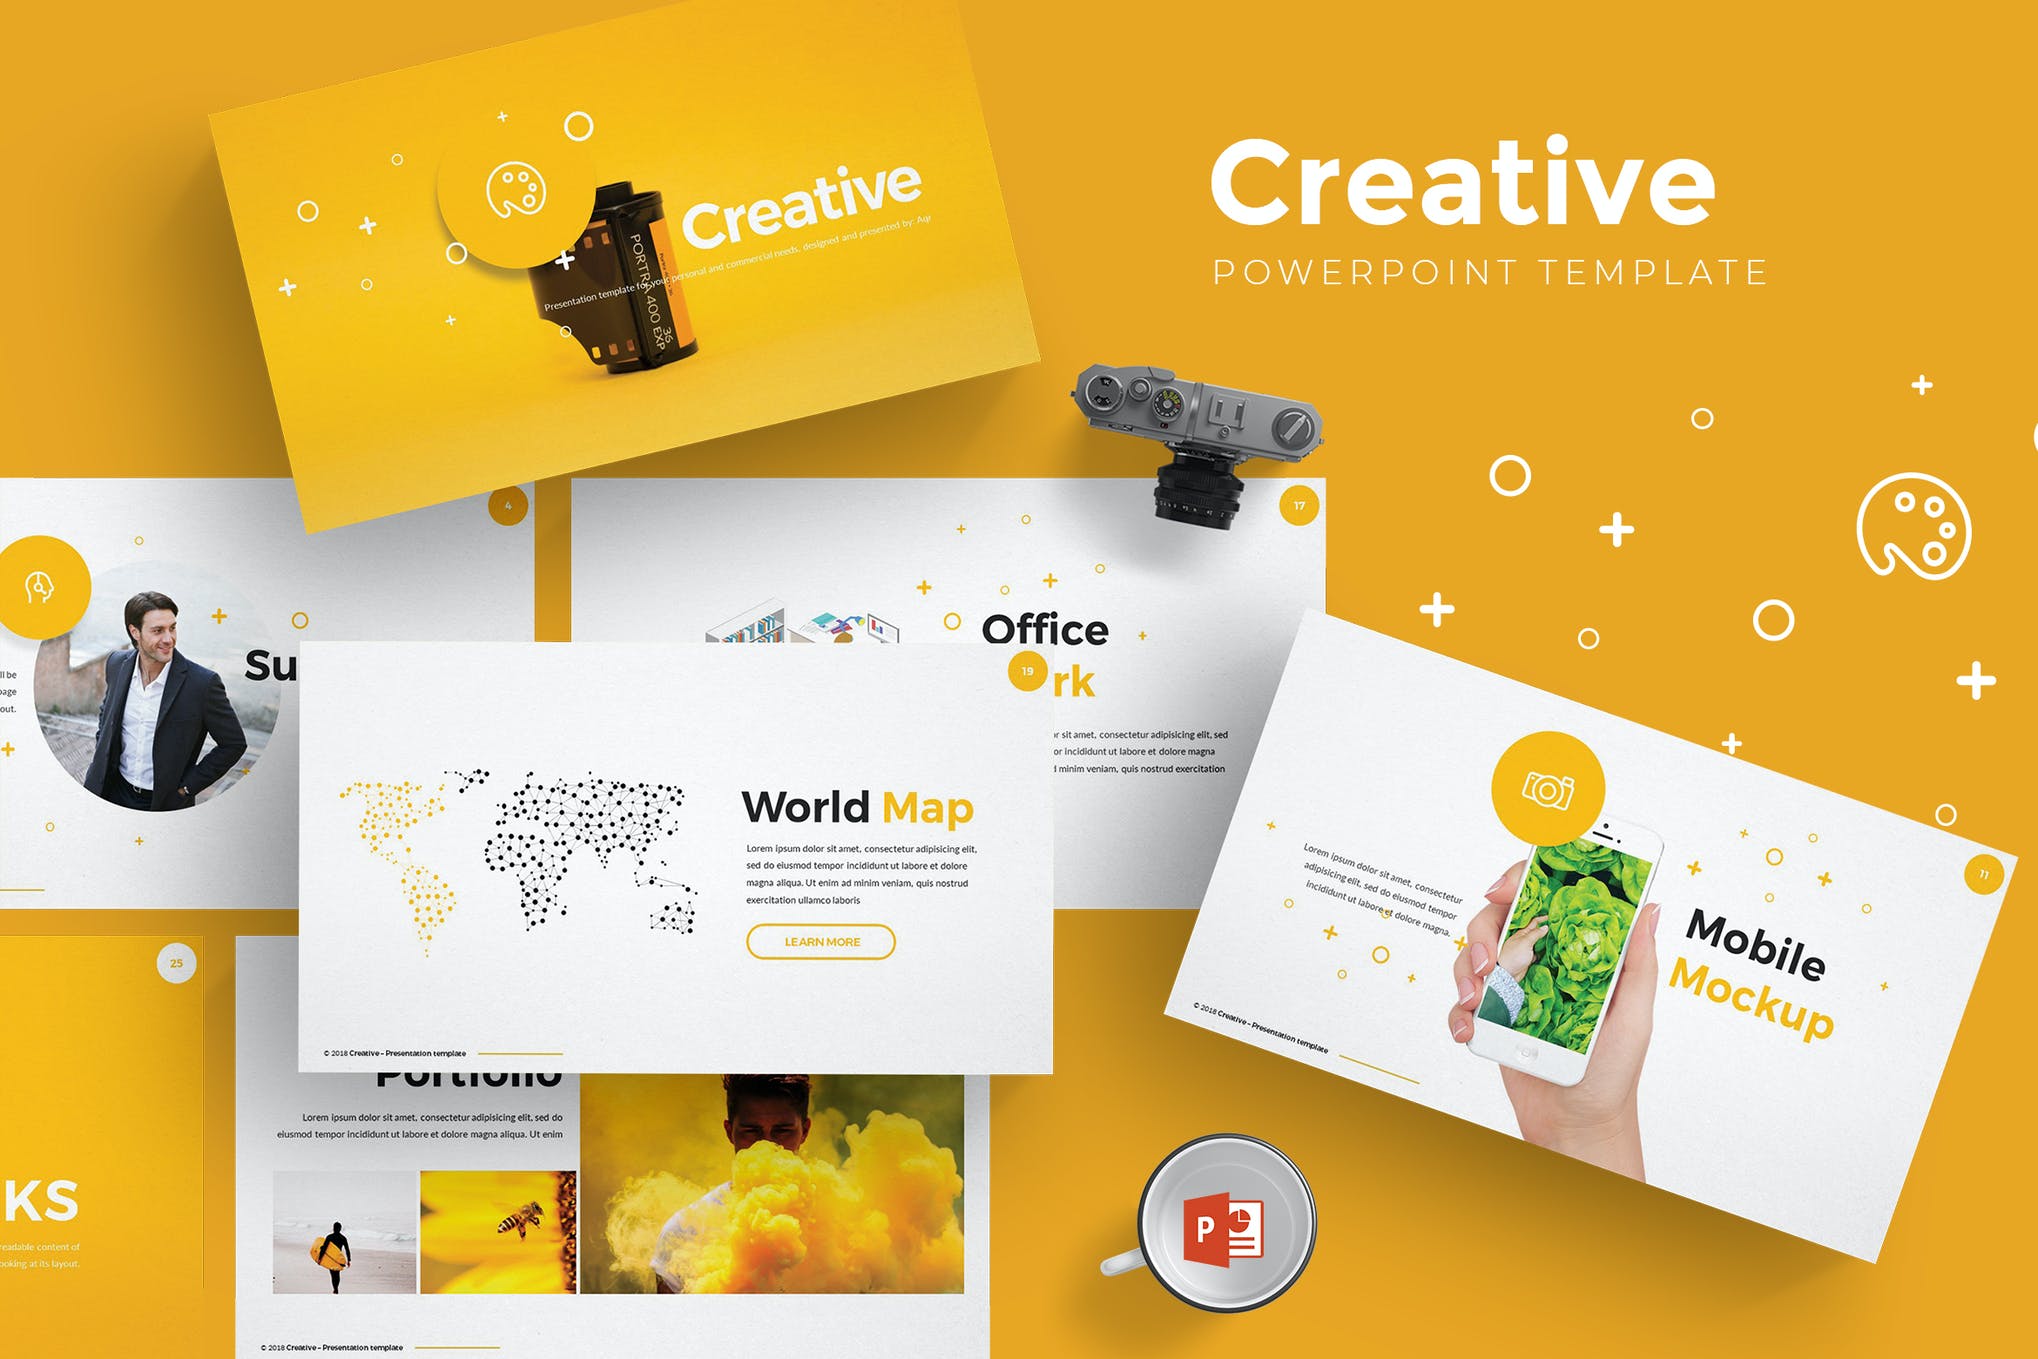 Creative
POWERPOINT TEMPLATE
Creative
Presentation template for your personal and commercial needs, designed and presented by: Aqr
PORTRA 400
36 EXP
4
Su
ll be
page
out.
17
Office
rk
or sit amet, consectetur adipisicing elit, sed
or incididunt ut labore et dolore magna
d minim veniam, quis nostrud exercitation
19
World Map
Lorem ipsum dolor sit amet, consectetur adipisicing elit,
sed do eiusmod tempor incididunt ut labore et dolore
magna aliqua. Ut enim ad minim veniam, quis nostrud
exercitation ullamco laboris
LEARN MORE
© 2018 Creative – Presentation template
11
Lorem ipsum dolor sit amet, consectetur
adipisicing elit, sed do eiusmod tempor
incididunt ut labore et dolore magna.
Mobile
Mockup
© 2018 Creative – Presentation template
25
KS
readable content of
ooking at its layout.
Portfolio
Lorem ipsum dolor sit amet, consectetur adipisicing elit, sed do
eiusmod tempor incididunt ut labore et dolore magna aliqua. Ut enim
© 2018 Creative – Presentation template
P